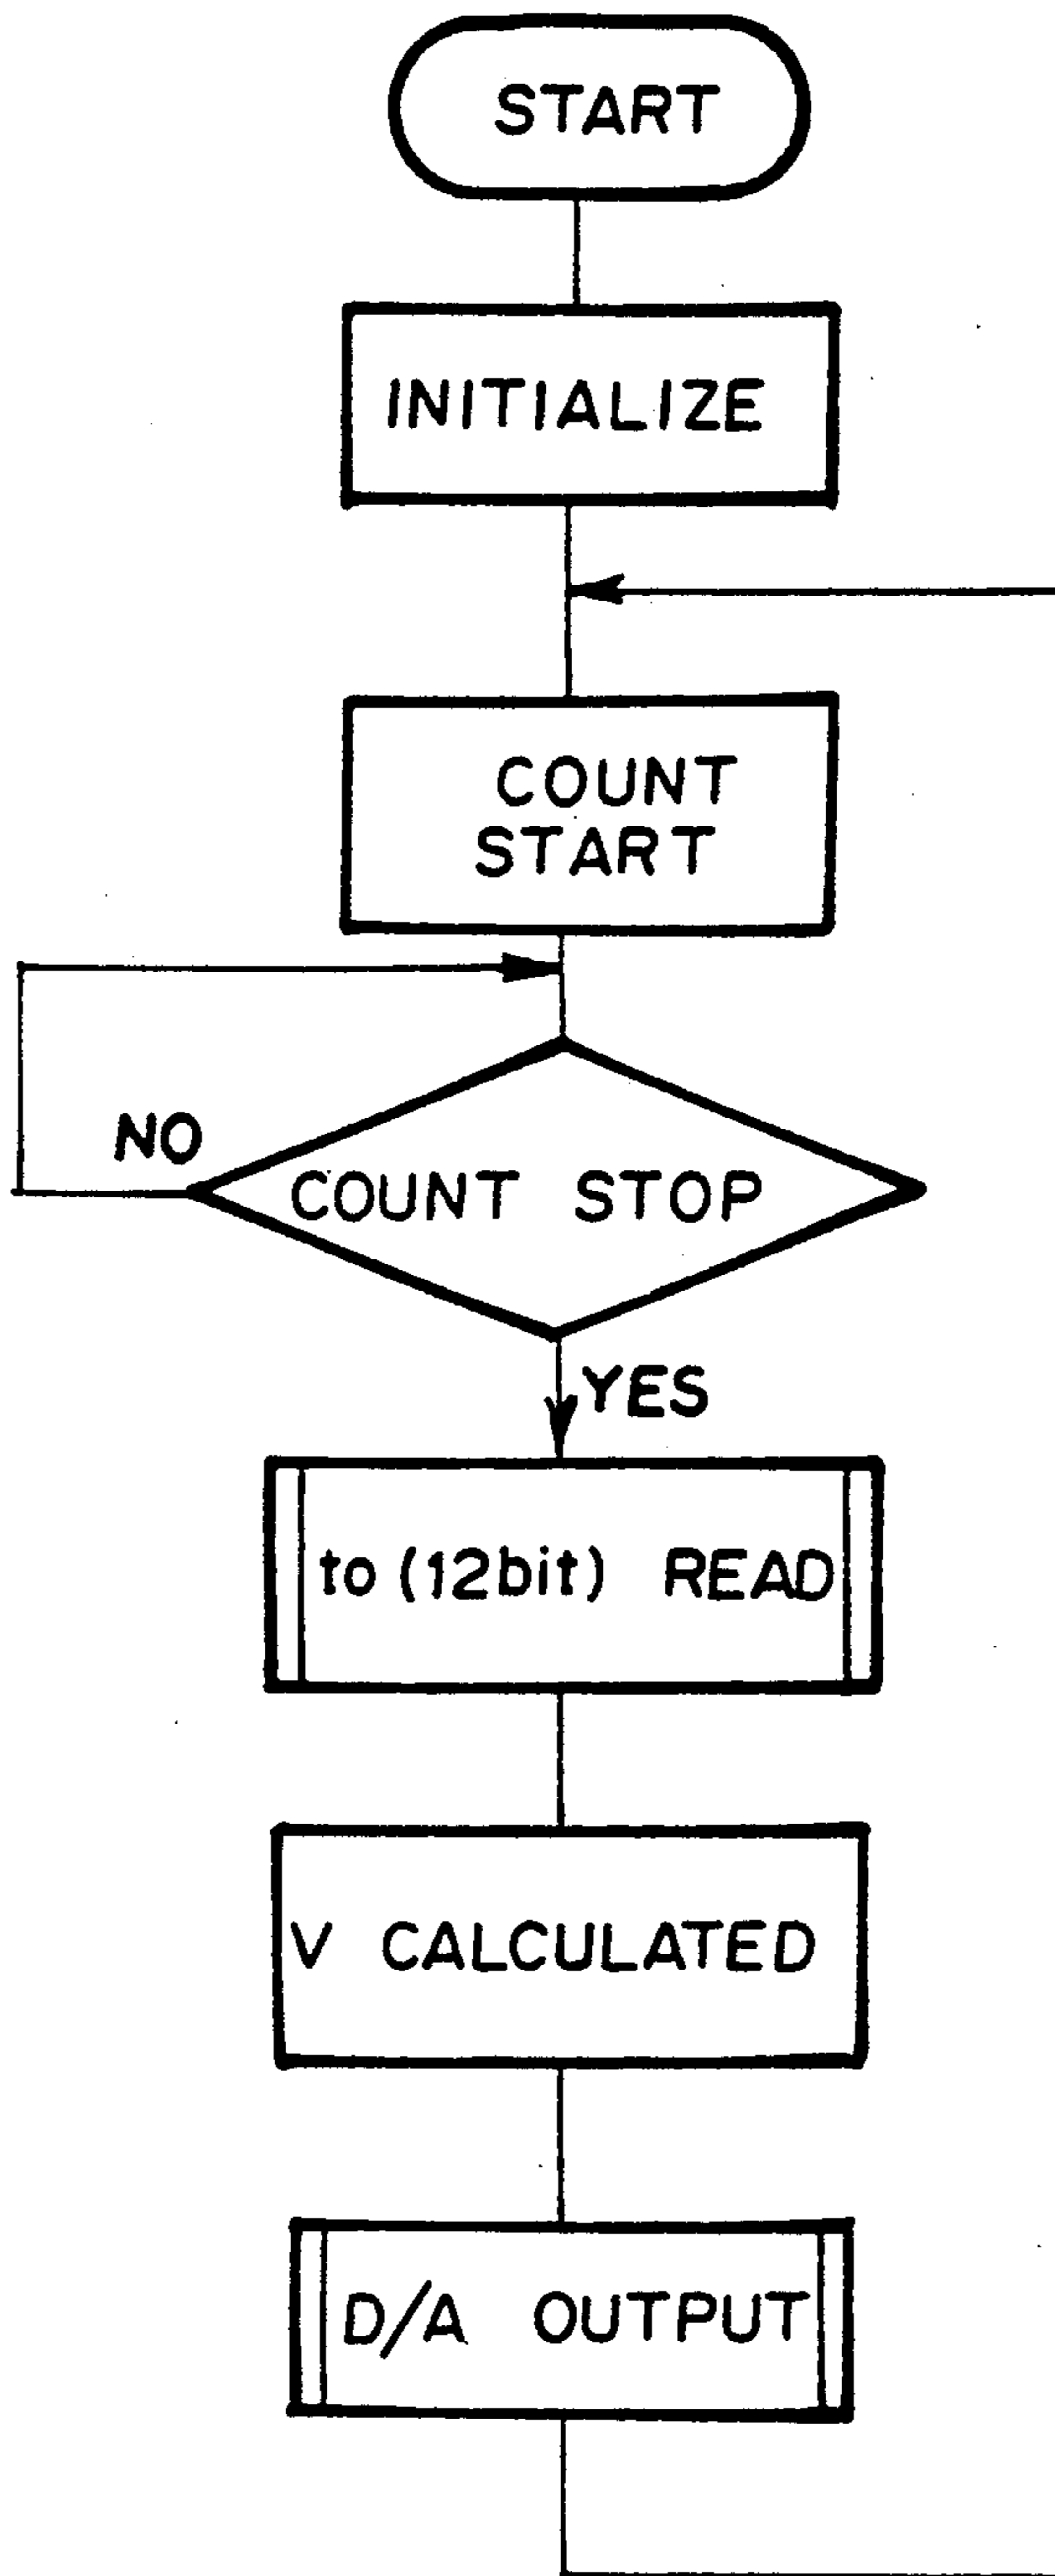 START
INITIALIZE
COUNT
START
NO
COUNT STOP
YES
to (12bit) READ
V CALCULATED
D/A OUTPUT